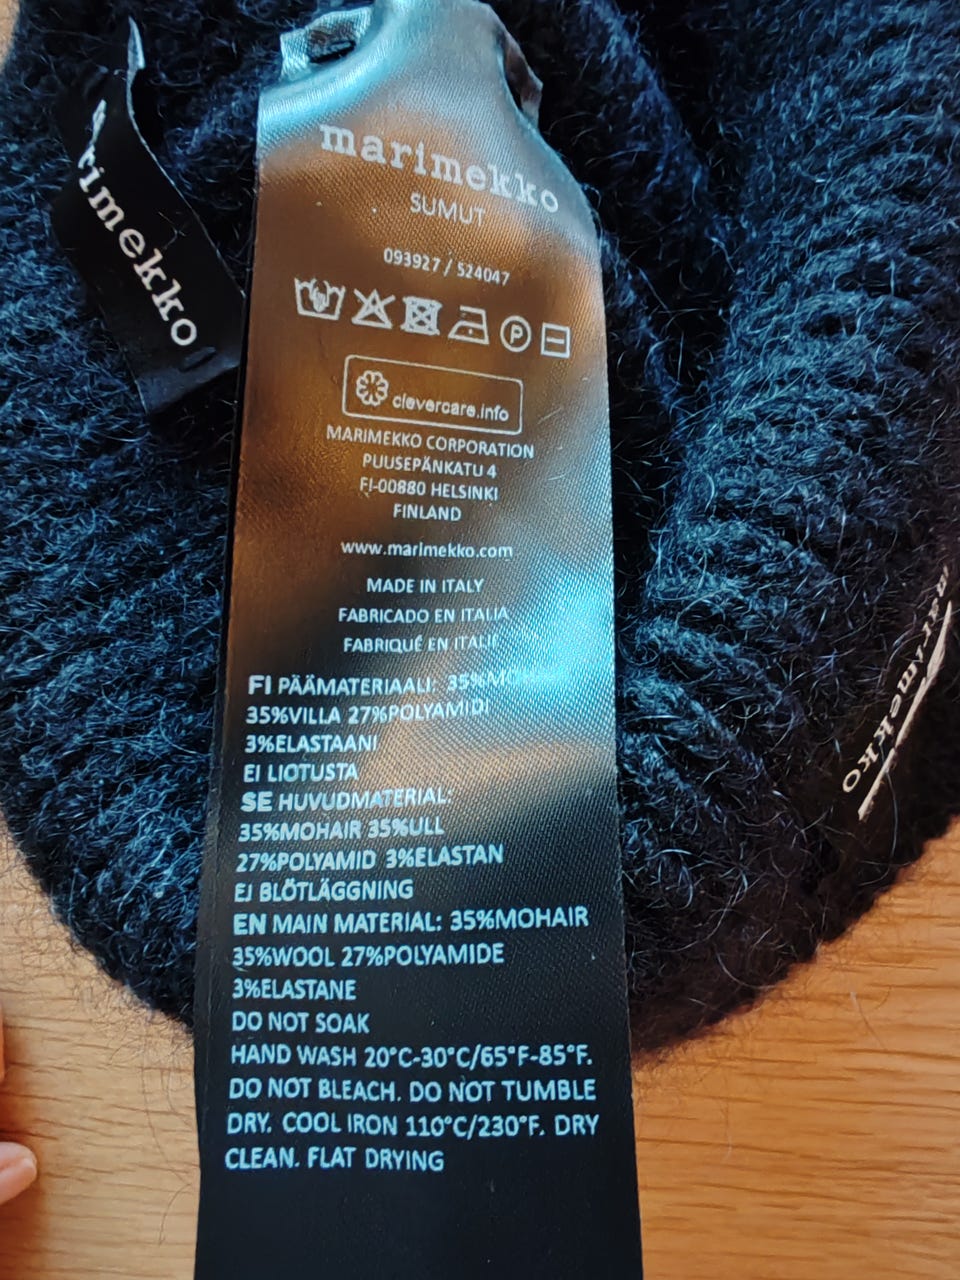 marimekko
marimekko
SUMUT
093927 / 524047
P
clevercare.info
MARIMEKKO CORPORATION
PUUSEPÄNKATU 4
FI-00880 HELSINKI
FINLAND
www.marimekko.com
MADE IN ITALY
FABRICADO EN ITALIA
FABRIQUÉ EN ITALIE
FI PÄÄMATERIAALI: 35%
35%VILLA 27%POLYAMIDI
3%ELASTAANI
EI LIOTUSTA
SE HUVUDMATERIAL:
35%MOHAIR 35%ULL
27%POLYAMID 3%ELASTAN
EJ BLÖTLÄGGNING
EN MAIN MATERIAL: 35%MOHAIR
35%WOOL 27%POLYAMIDE
3%ELASTANE
DO NOT SOAK
HAND WASH 20°C-30°C/65°F-85°F.
DO NOT BLEACH. DO NOT TUMBLE
DRY. COOL IRON 110°C/230°F. DRY
CLEAN. FLAT DRYING
marimekko